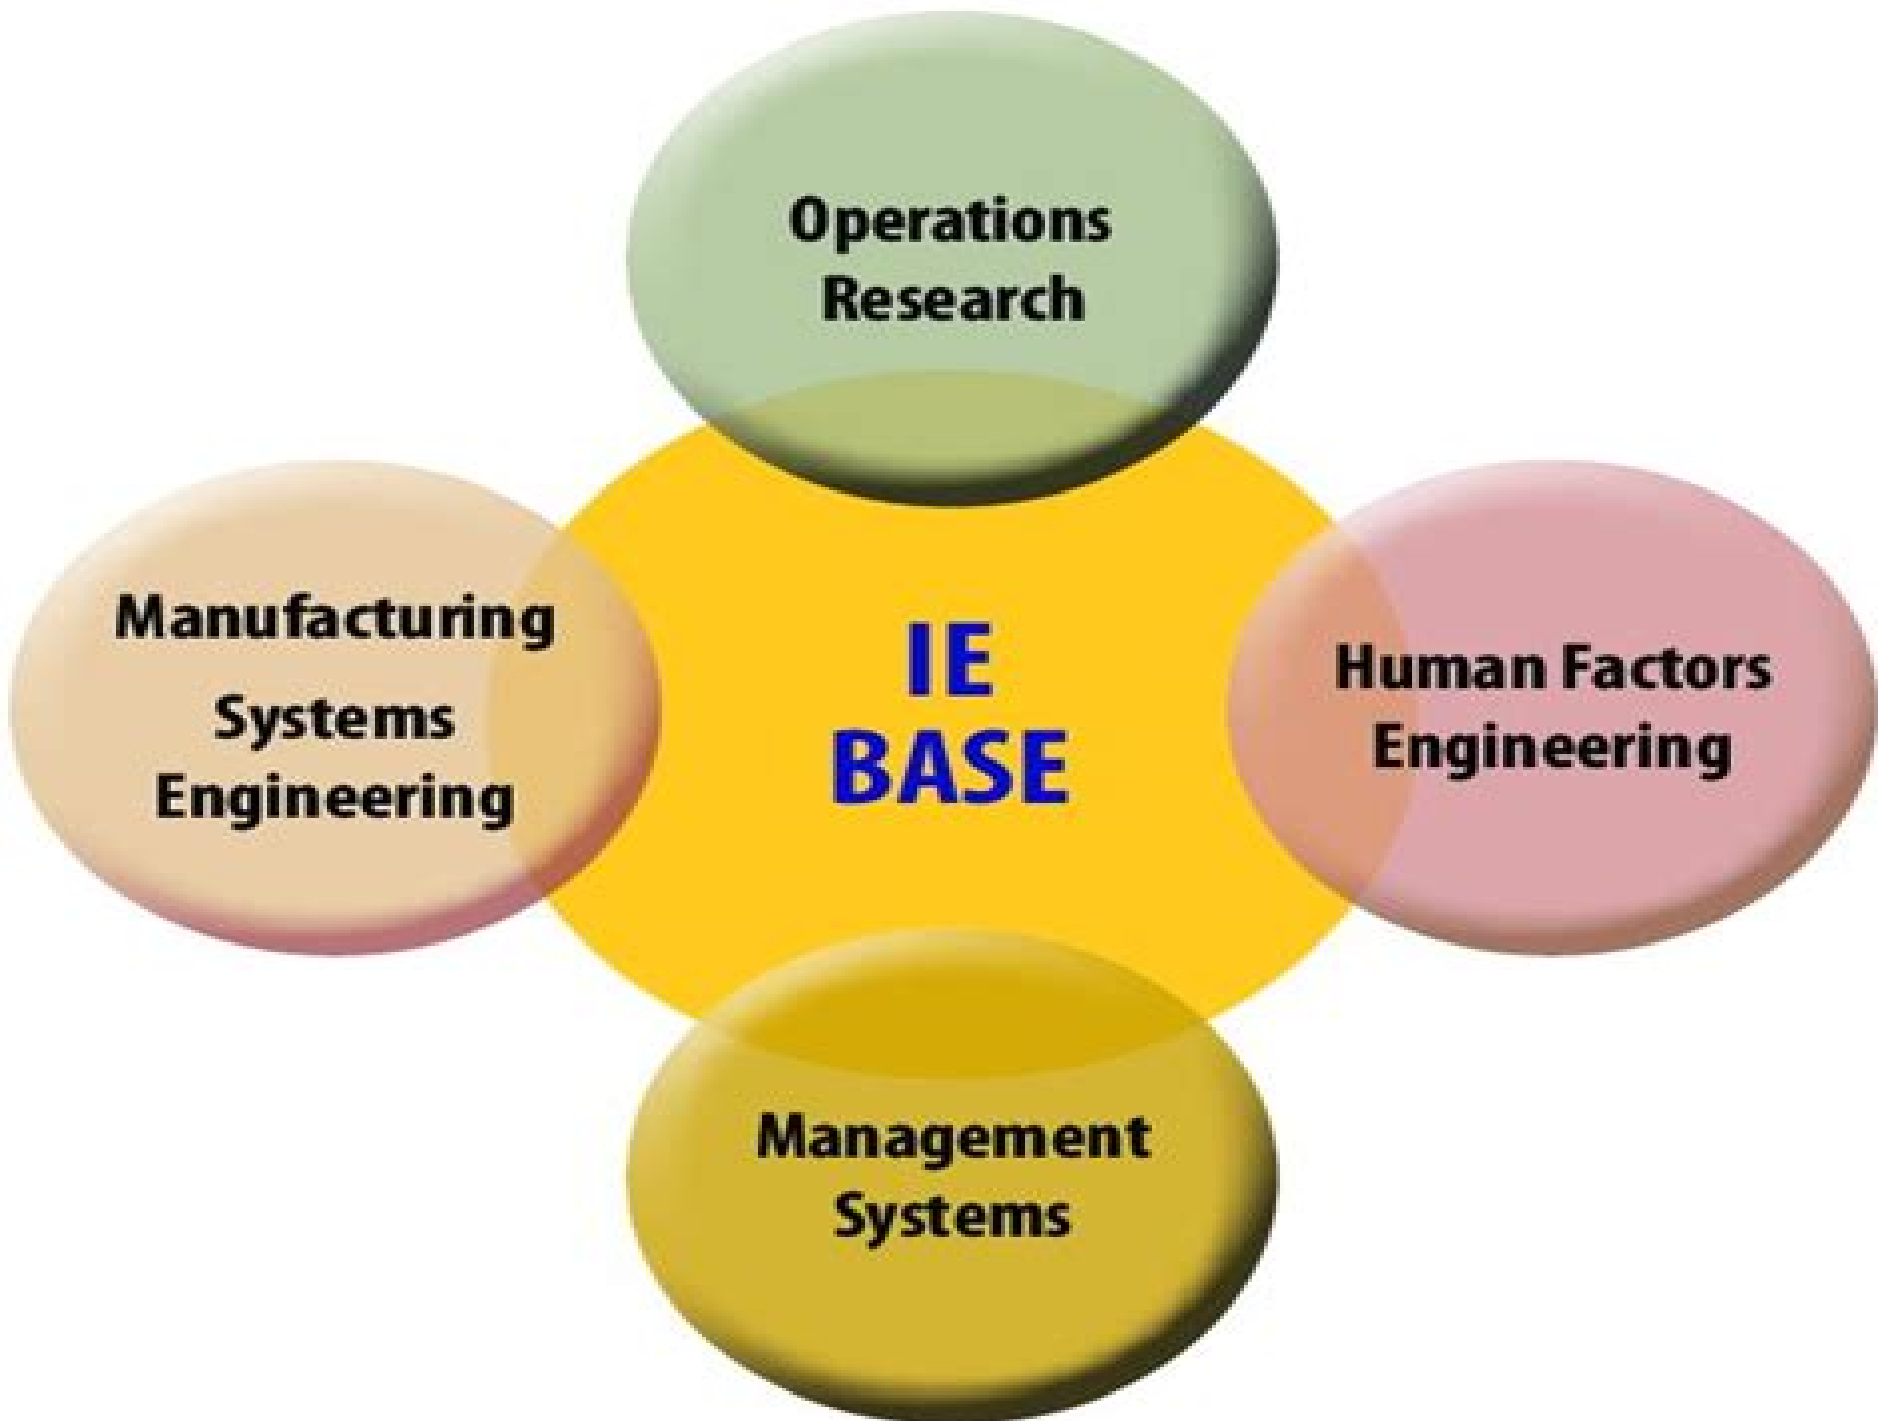 Operations
Research
Manufacturing
Systems
Engineering
IE
BASE
Human Factors
Engineering
Management
Systems